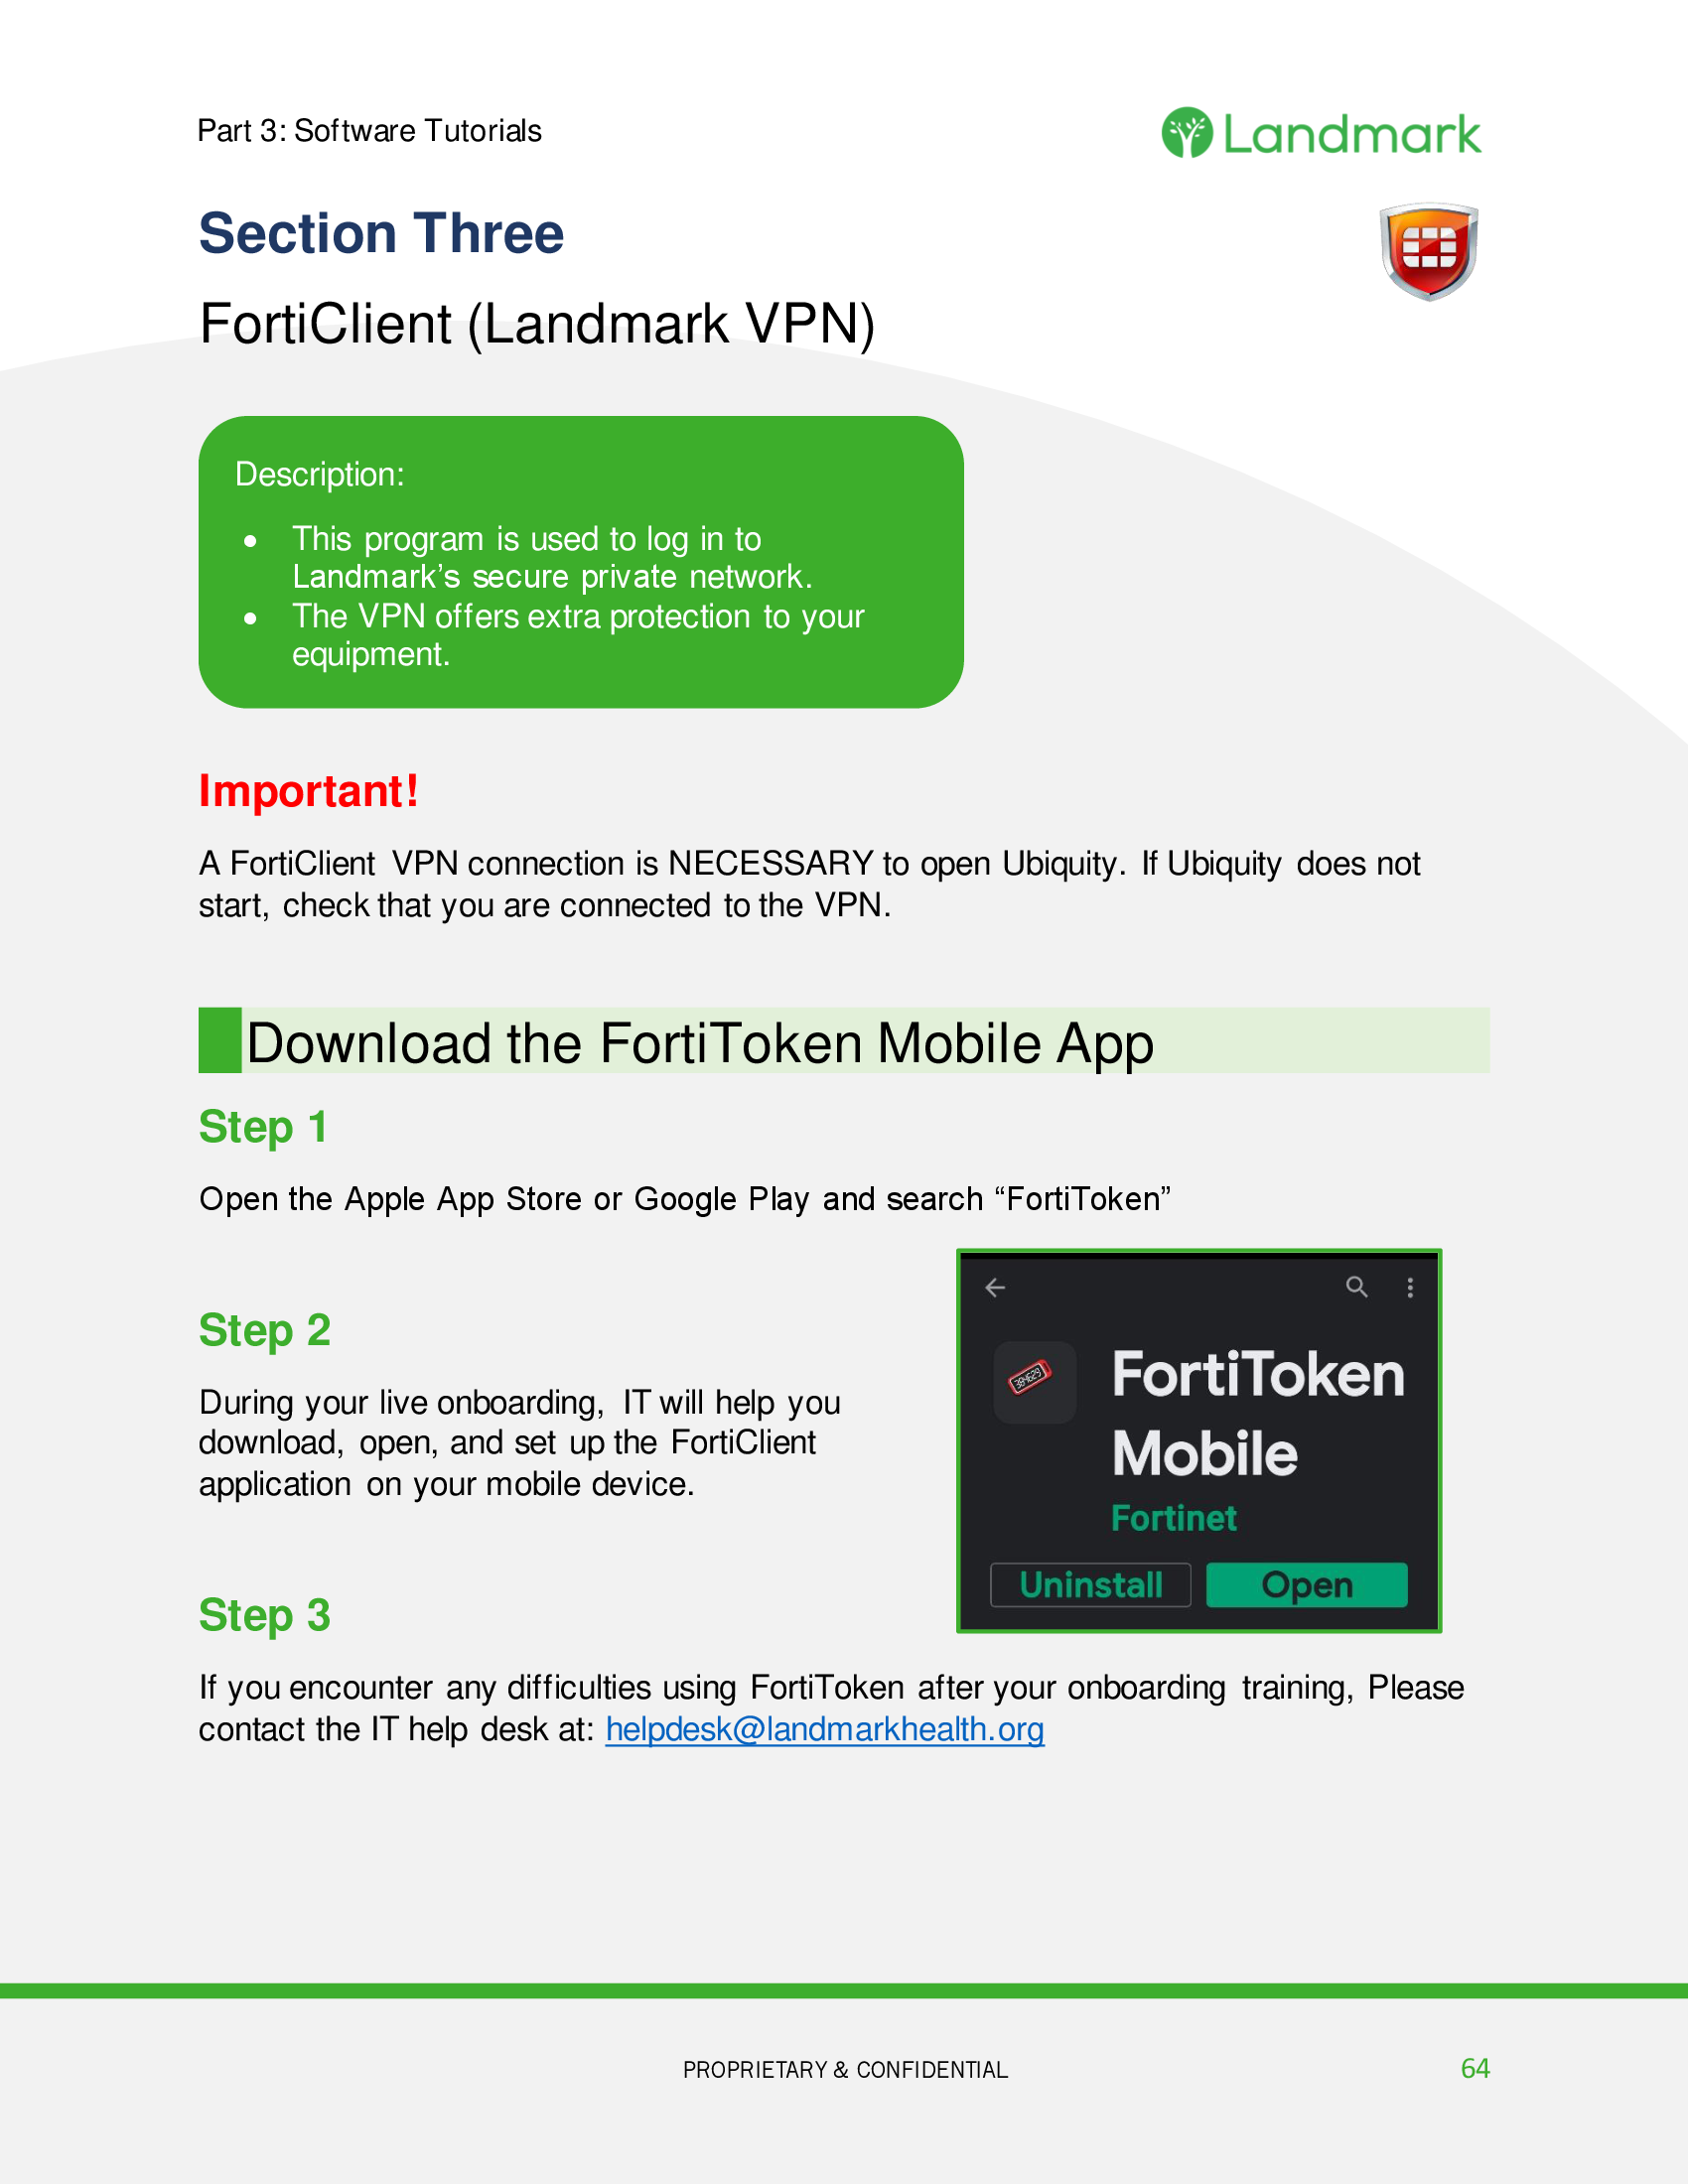 Part 3: Software Tutorials
Landmark
Section Three
FortiClient (Landmark VPN)
Description:
• This program is used to log in to
Landmark’s secure private network.
• The VPN offers extra protection to your
equipment.
Important!
A FortiClient VPN connection is NECESSARY to open Ubiquity. If Ubiquity does not
start, check that you are connected to the VPN.
Download the FortiToken Mobile App
Step 1
Open the Apple App Store or Google Play and search “FortiToken”
Step 2
During your live onboarding, IT will help you
download, open, and set up the FortiClient
application on your mobile device.
384629
FortiToken
Mobile
Fortinet
Uninstall
Open
Step 3
If you encounter any difficulties using FortiToken after your onboarding training, Please
contact the IT help desk at: helpdesk@landmarkhealth.org
PROPRIETARY & CONFIDENTIAL
64